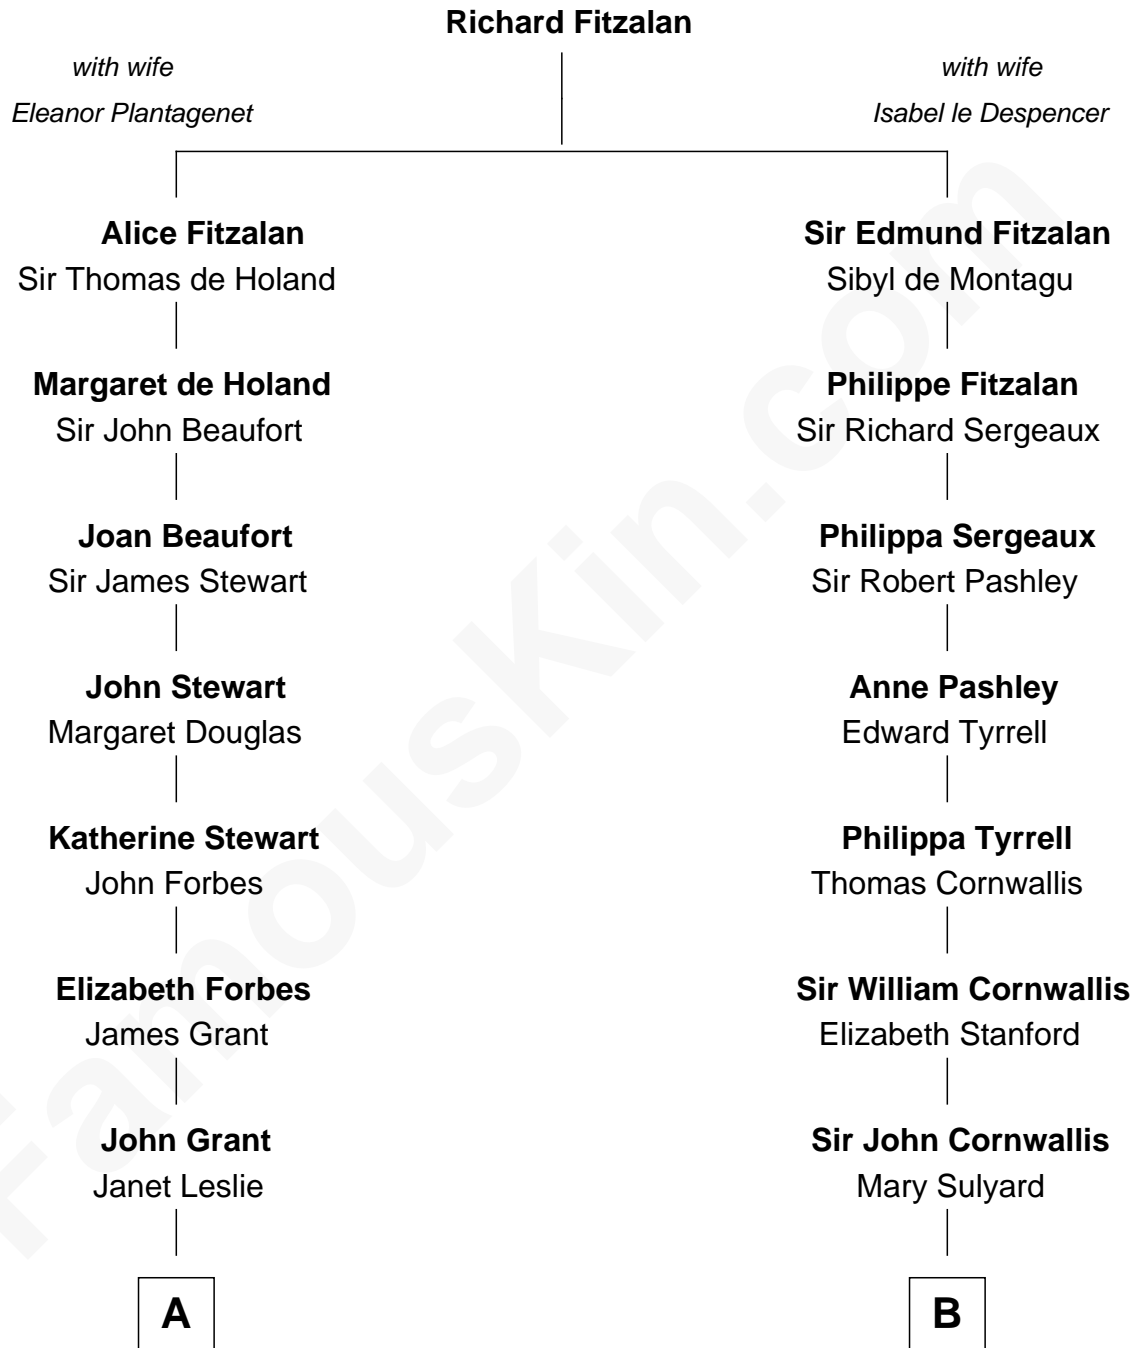 Richard Fitzalan
with wife
Eleanor Plantagenet
with wife
Isabel le Despencer
Alice Fitzalan
Sir Thomas de Holand
Sir Edmund Fitzalan
Sibyl de Montagu
Margaret de Holand
Sir John Beaufort
Philippe Fitzalan
Sir Richard Sergeaux
Joan Beaufort
Sir James Stewart
Philippa Sergeaux
Sir Robert Pashley
John Stewart
Margaret Douglas
Anne Pashley
Edward Tyrrell
Katherine Stewart
John Forbes
Philippa Tyrrell
Thomas Cornwallis
Elizabeth Forbes
James Grant
Sir William Cornwallis
Elizabeth Stanford
John Grant
Janet Leslie
Sir John Cornwallis
Mary Sulyard
A
B
FamousKin.com